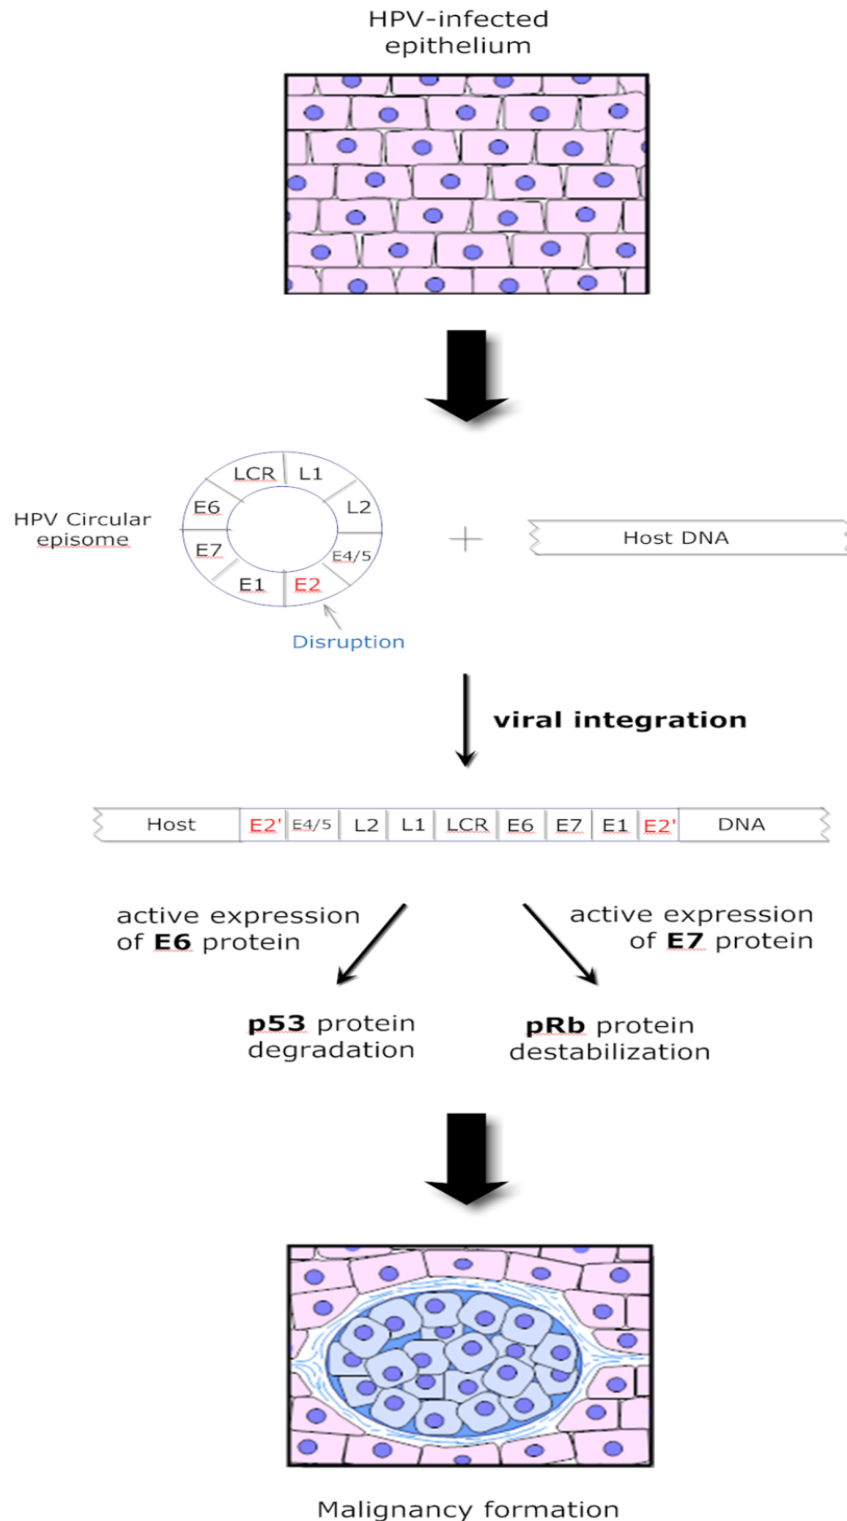 HPV-infected
epithelium
LCR
L1
E6
L2
HPV Circular
episome
E7
E4/5
E1
E2
Disruption
+
Host DNA
viral integration
Host
E2'
E4/5
L2
L1
LCR
E6
E7
E1
E2'
DNA
active expression
of E6 protein
active expression
of E7 protein
p53 protein
degradation
pRb protein
destabilization
Malignancy formation